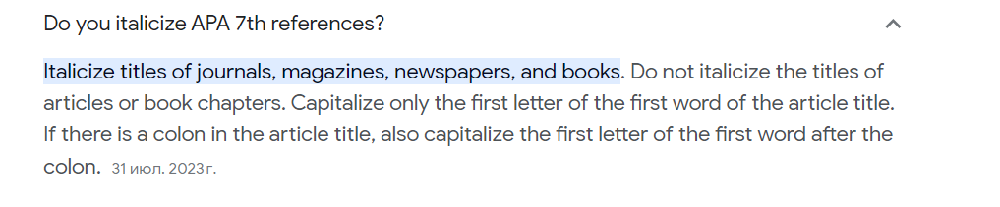 Do you italicize APA 7th references?
Italicize titles of journals, magazines, newspapers, and books. Do not italicize the titles of
articles or book chapters. Capitalize only the first letter of the first word of the article title.
If there is a colon in the article title, also capitalize the first letter of the first word after the
colon. 31 июл. 2023 г.